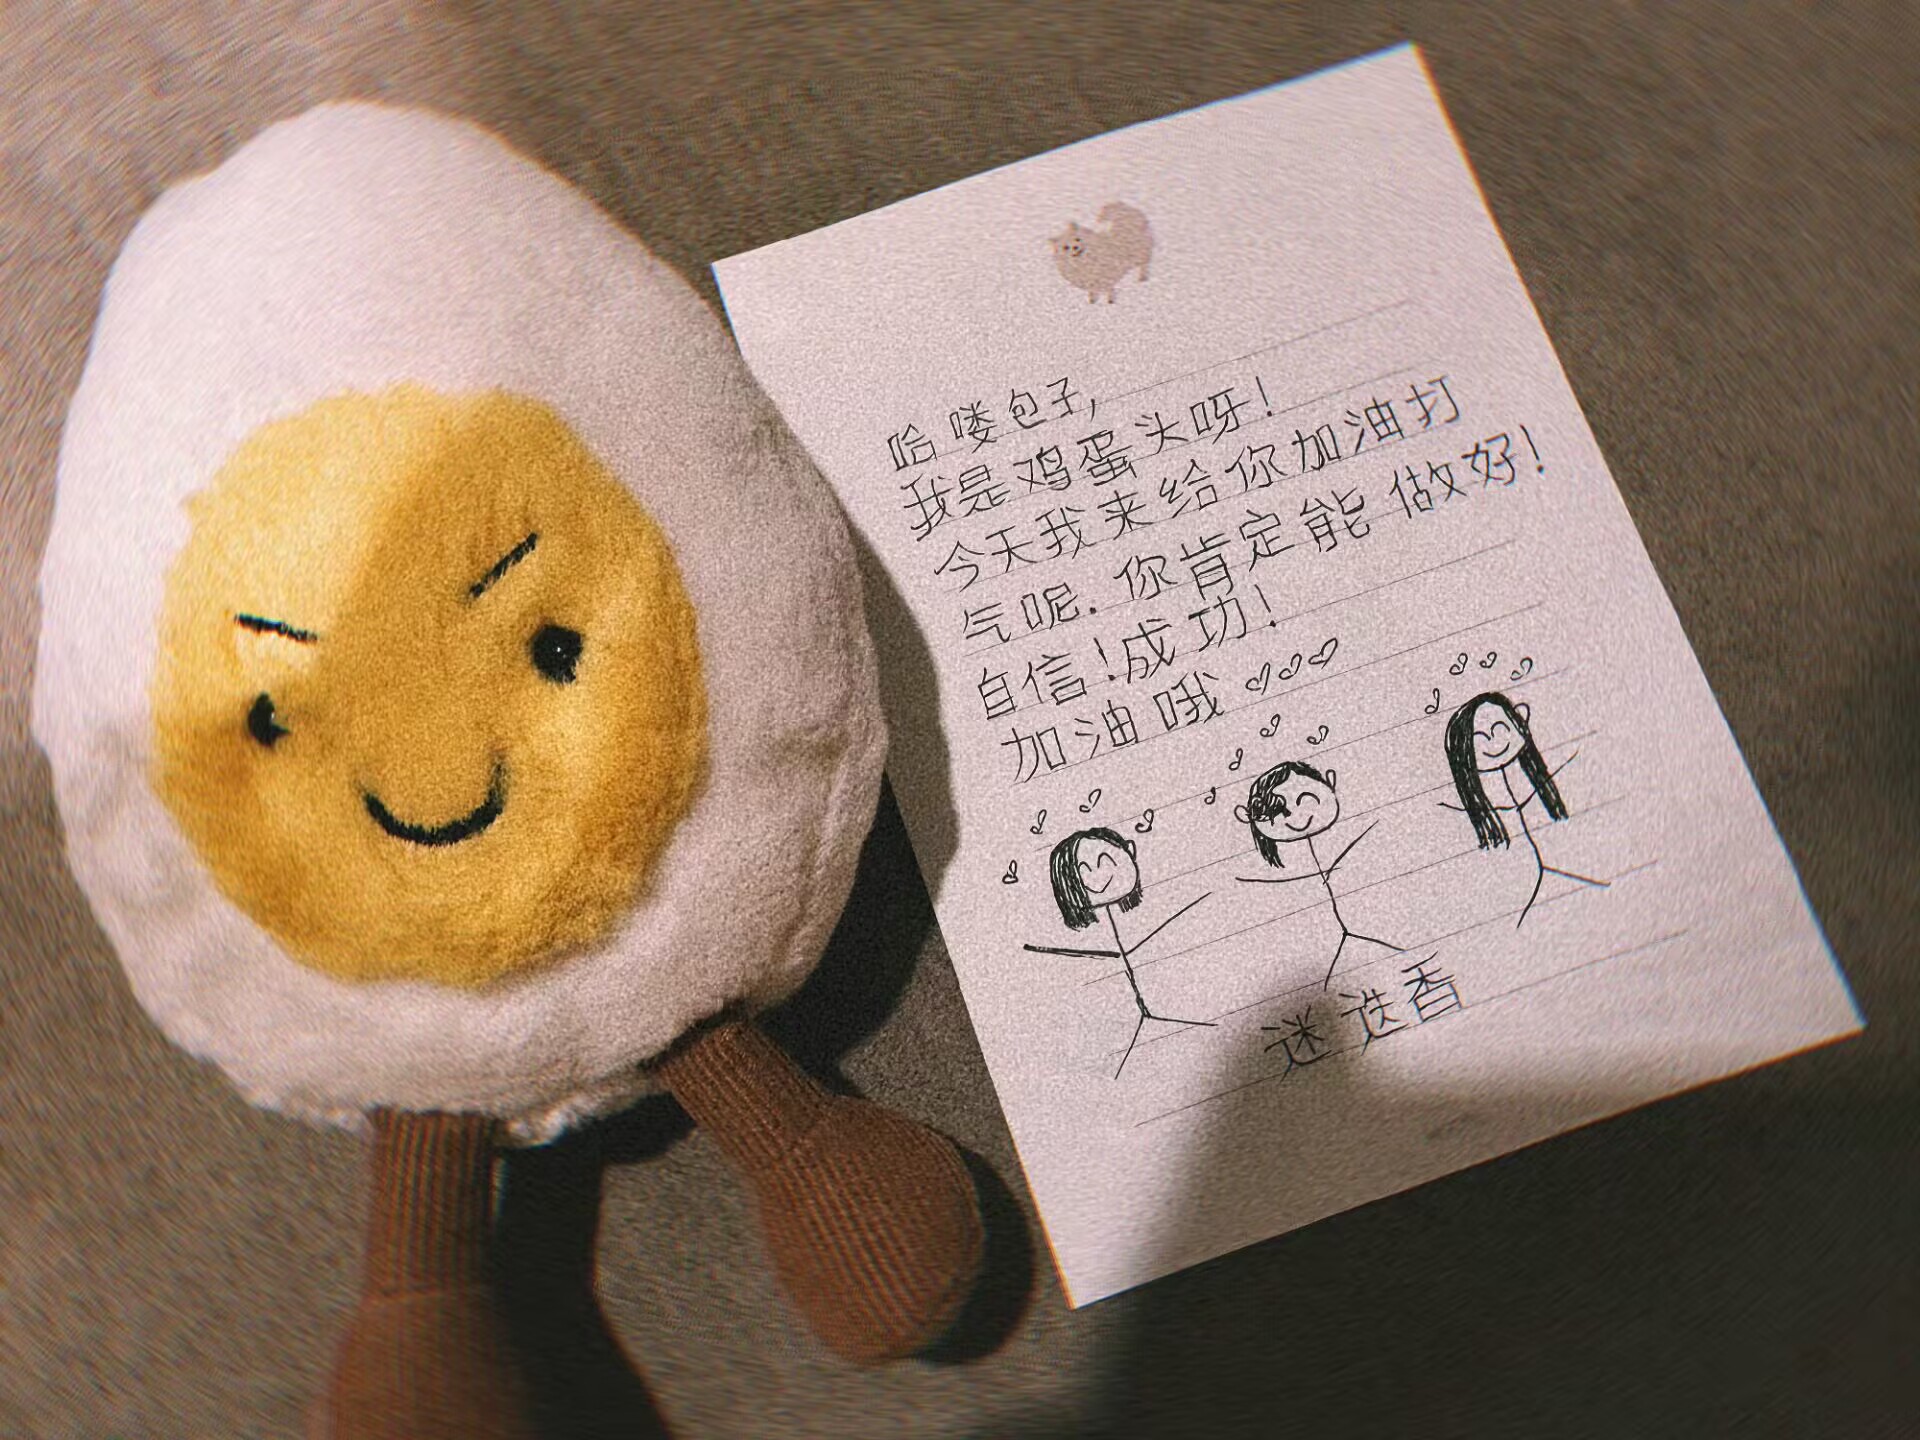 哈喽包子,
我是鸡蛋头呀!
今天我来给你加油打
气呢.你肯定能做好!
自信!成功!
加油哦♡♡♡
迷迭香